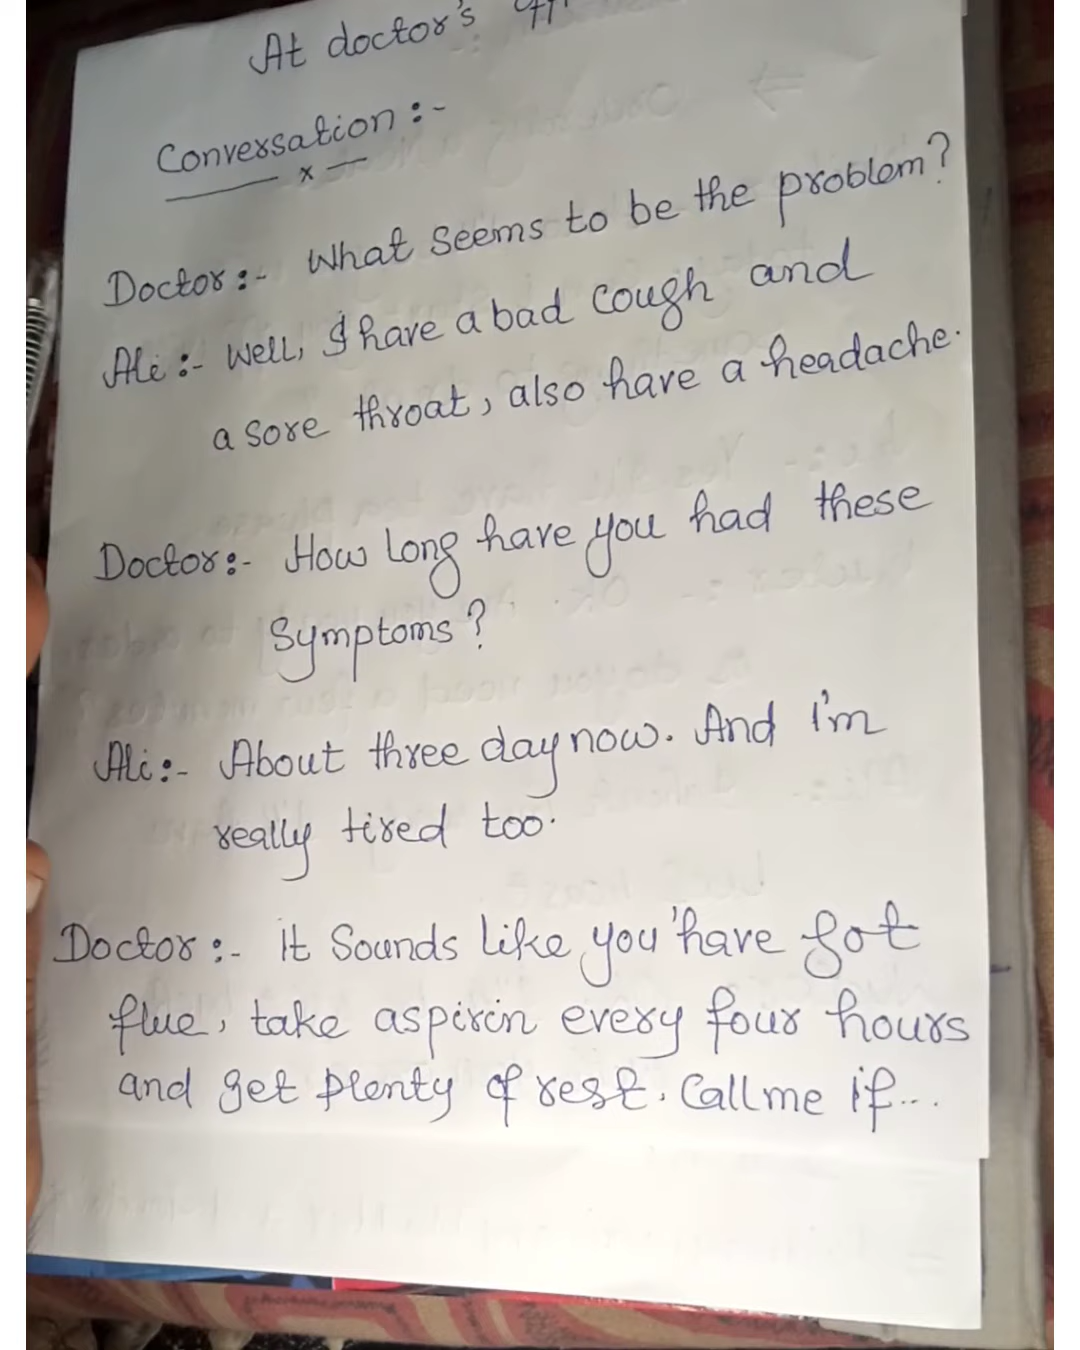 At doctor's
Conversation :-
x
Doctor :- What seems to be the problem?
Ali :- Well, I have a bad cough and
a sore throat, also have a headache.
Doctor :- How long have you had these
Symptoms?
Ali :- About three day now. And I'm
really tired too.
Doctor :- it Sounds like you'have got
flue, take aspirin every four hours
and get plenty of rest. Call me if...